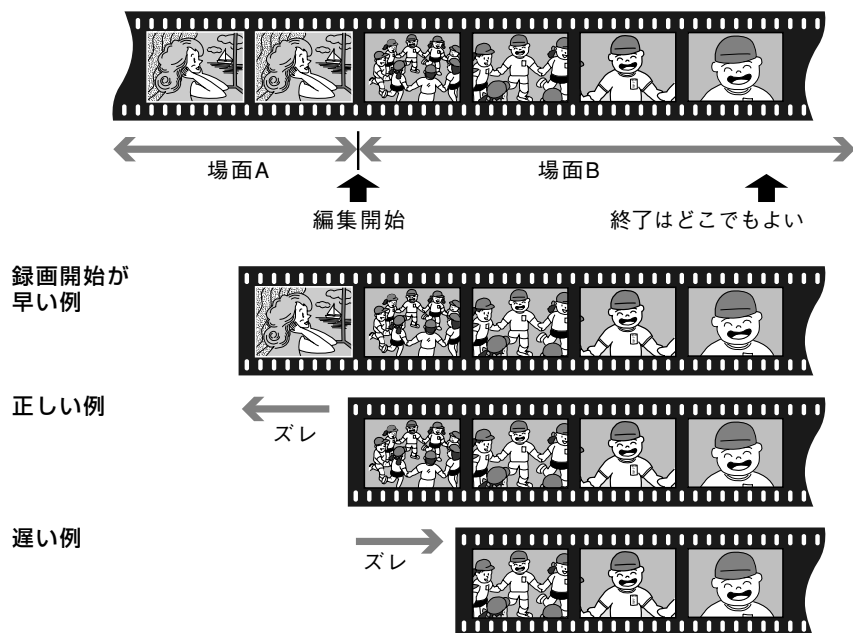 場面A
場面B
編集開始
終了はどこでもよい
録画開始が
早い例
正しい例
ズレ
遅い例
ズレ